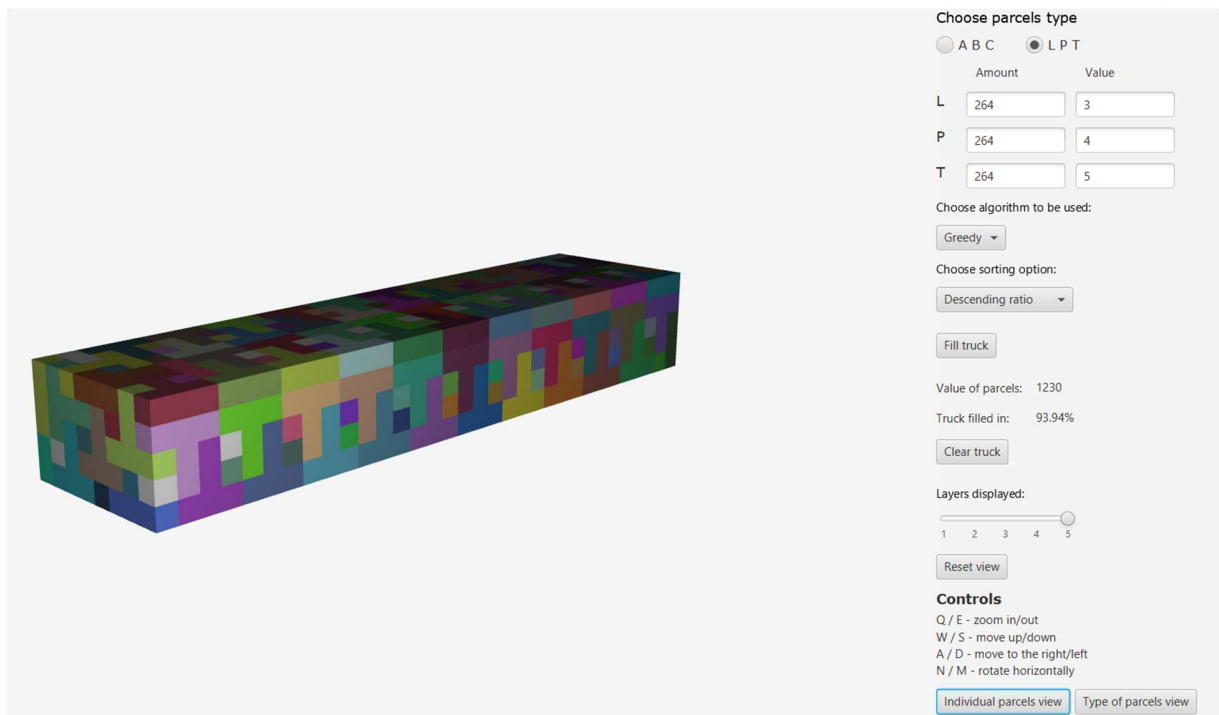 Choose parcels type
A B C L P T
Amount Value
L 264 3
P 264 4
T 264 5
Choose algorithm to be used:
Greedy
Choose sorting option:
Descending ratio
Fill truck
Value of parcels: 1230
Truck filled in: 93.94%
Clear truck
Layers displayed:
1 2 3 4 5
Reset view
Controls
Q / E - zoom in/out
W / S - move up/down
A / D - move to the right/left
N / M - rotate horizontally
Individual parcels view Type of parcels view